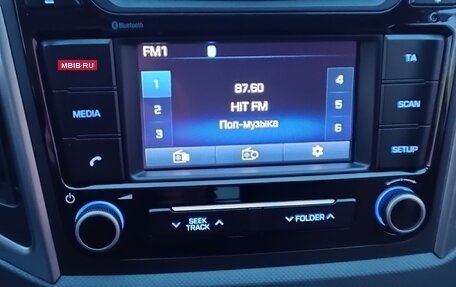 Bluetooth
FM1
MBIB·RU
TA
1
87.60
4
MEDIA
2
HIT FM
5
SCAN
3
Поп-музыка
6
SETUP
SEEK
TRACK
FOLDER